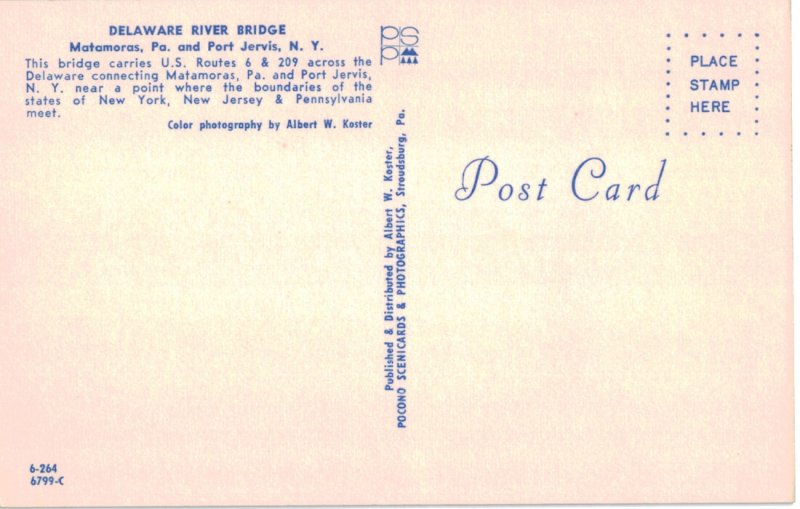 DELAWARE RIVER BRIDGE
Matamoras, Pa. and Port Jervis, N. Y.
This bridge carries U.S. Routes 6 & 209 across the
Delaware connecting Matamoras, Pa. and Port Jervis,
N. Y. near a point where the boundaries of the
states of New York, New Jersey & Pennsylvania
meet.
Color photography by Albert W. Koster
PSPP
Published & Distributed by Albert W. Koster,
POCONO SCENICARDS & PHOTOGRAPHICS, Stroudsburg, Pa.
PLACE
STAMP
HERE
Post Card
6-264
6799-C